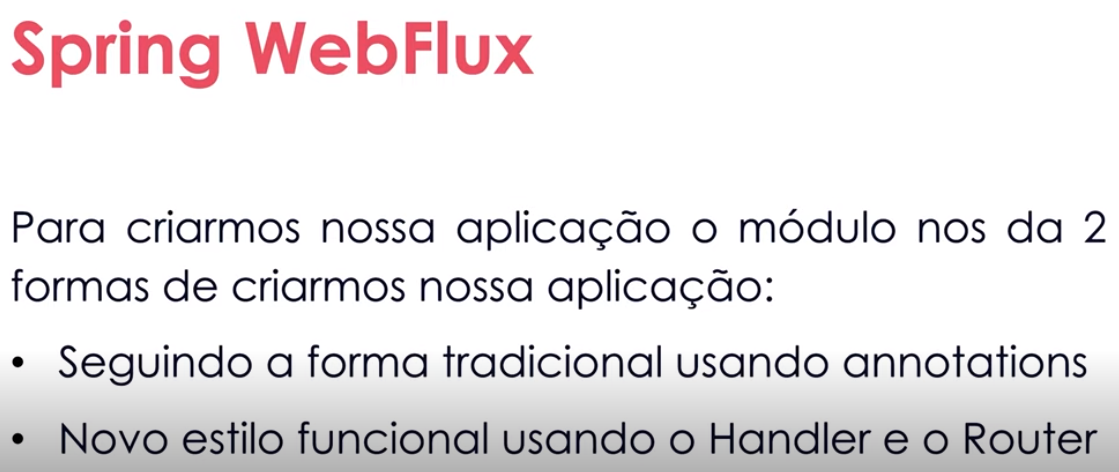 Spring WebFlux
Para criarmos nossa aplicação o módulo nos da 2
formas de criarmos nossa aplicação:
• Seguindo a forma tradicional usando annotations
• Novo estilo funcional usando o Handler e o Router